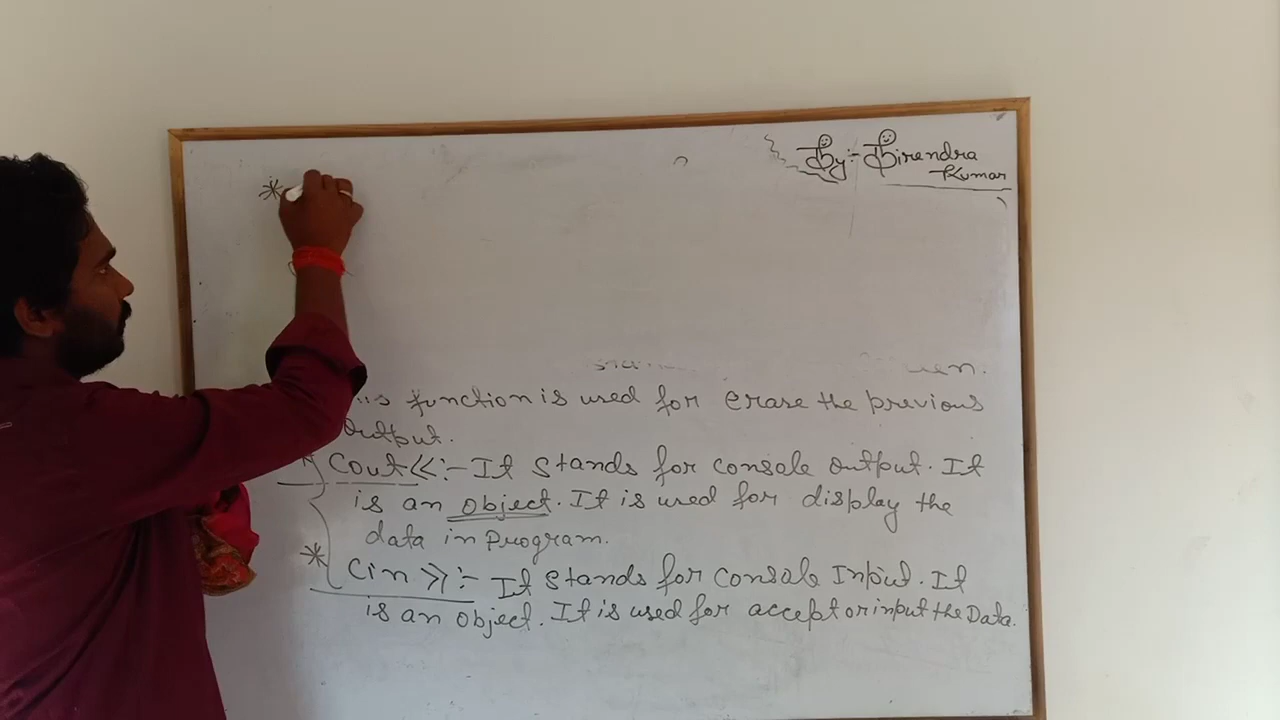 By:- Birendra
Kumar
*
function is used for erase the previous
output.
* Cout<<:- It stands for console output. It
is an object. It is used for display the
data in Program.
* Cin >>:- It stands for console Input. It
is an object. It is used for accept or input the Data.